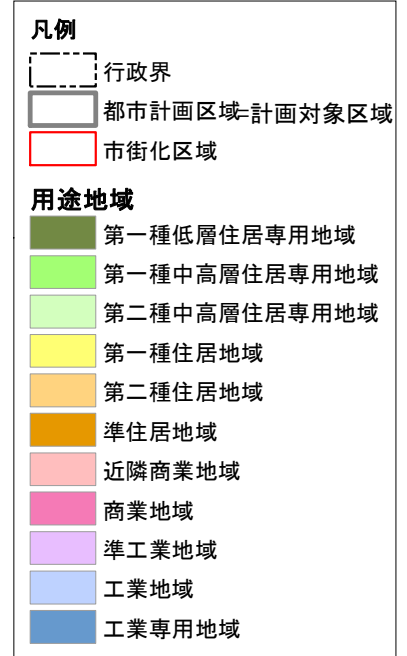 凡例
行政界
都市計画区域=計画対象区域
市街化区域
用途地域
第一種低層住居専用地域
第一種中高層住居専用地域
第二種中高層住居専用地域
第一種住居地域
第二種住居地域
準住居地域
近隣商業地域
商業地域
準工業地域
工業地域
工業専用地域